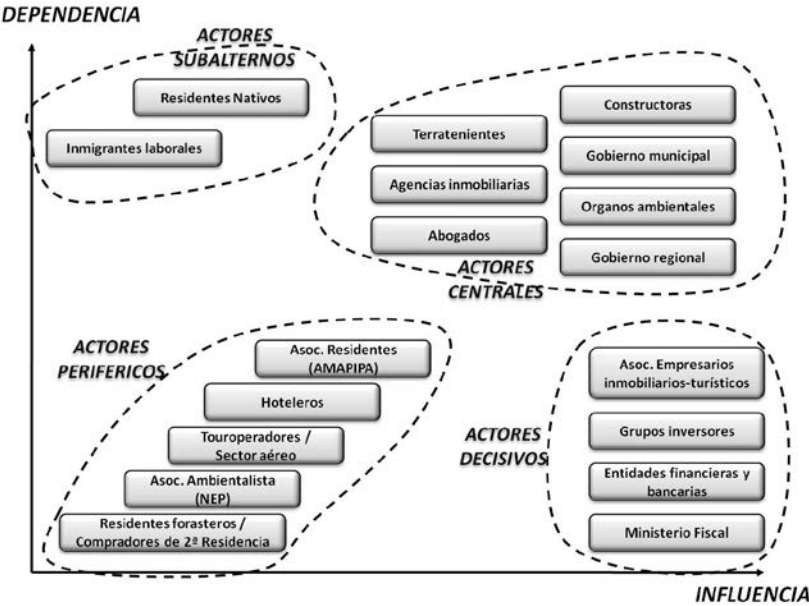 DEPENDENCIA
ACTORES
SUBALTERNOS
Residentes Nativos
Inmigrantes laborales
Constructoras
Terratenientes
Gobierno municipal
Agencias inmobiliarias
Organos ambientales
Abogados
Gobierno regional
ACTORES
CENTRALES
ACTORES
PERIFERICOS
Asoc. Residentes
(AMAPIPA)
Hoteleros
Touroperadores /
Sector aéreo
Asoc. Ambientalista
(NEP)
Residentes forasteros /
Compradores de 2ª Residencia
ACTORES
DECISIVOS
Asoc. Empresarios
inmobiliarios-turísticos
Grupos inversores
Entidades financieras y
bancarias
Ministerio Fiscal
INFLUENCIA